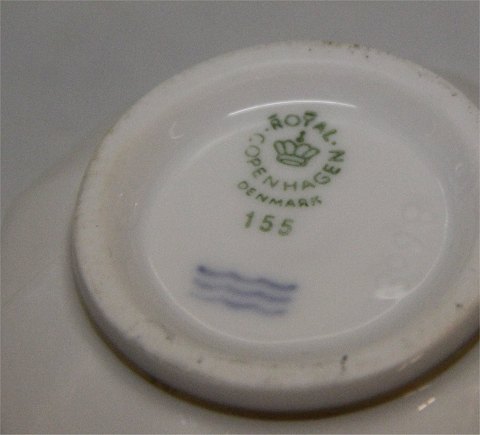 ROYAL
COPENHAGEN
DENMARK
155